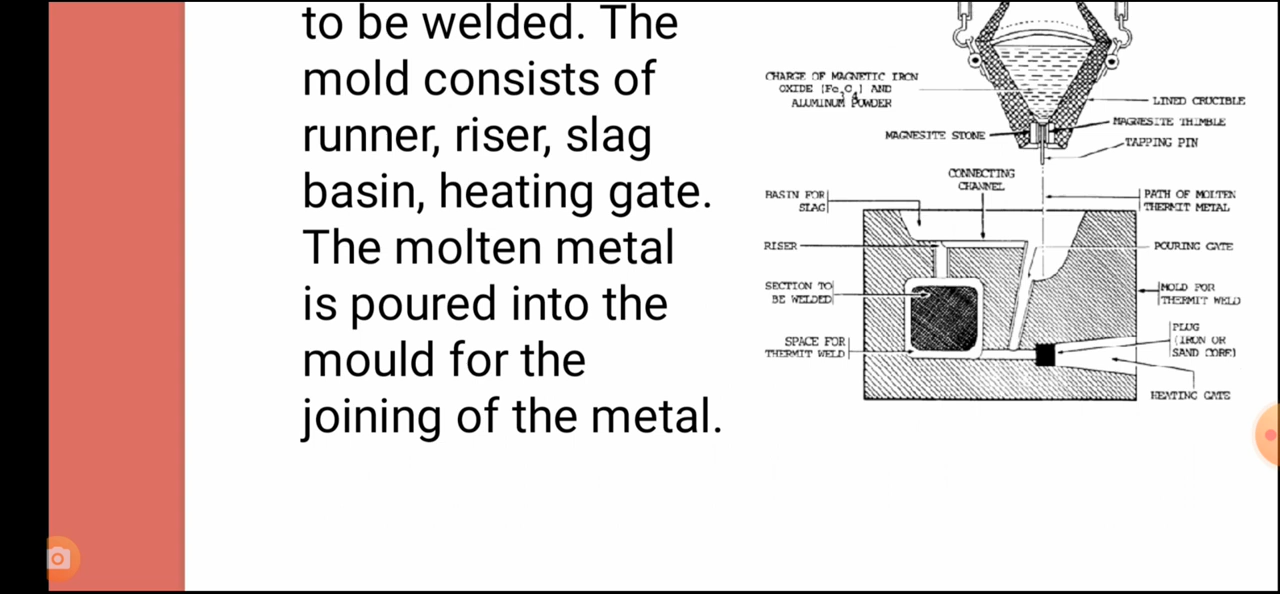 to be welded. The
mold consists of
runner, riser, slag
basin, heating gate.
The molten metal
is poured into the
mould for the
joining of the metal.
CHARGE OF MAGNETIC IRON
OXIDE [Fe3O4] AND
ALUMINUM POWDER
LINED CRUCIBLE
MAGNESITE THIMBLE
MAGNESITE STONE
TAPPING PIN
CONNECTING
CHANNEL
BASIN FOR
SLAG
PATH OF MOLTEN
THERMIT METAL
RISER
POURING GATE
SECTION TO
BE WELDED
MOLD FOR
THERMIT WELD
PLUG
(IRON OR
SAND CORE)
SPACE FOR
THERMIT WELD
HEATING GATE